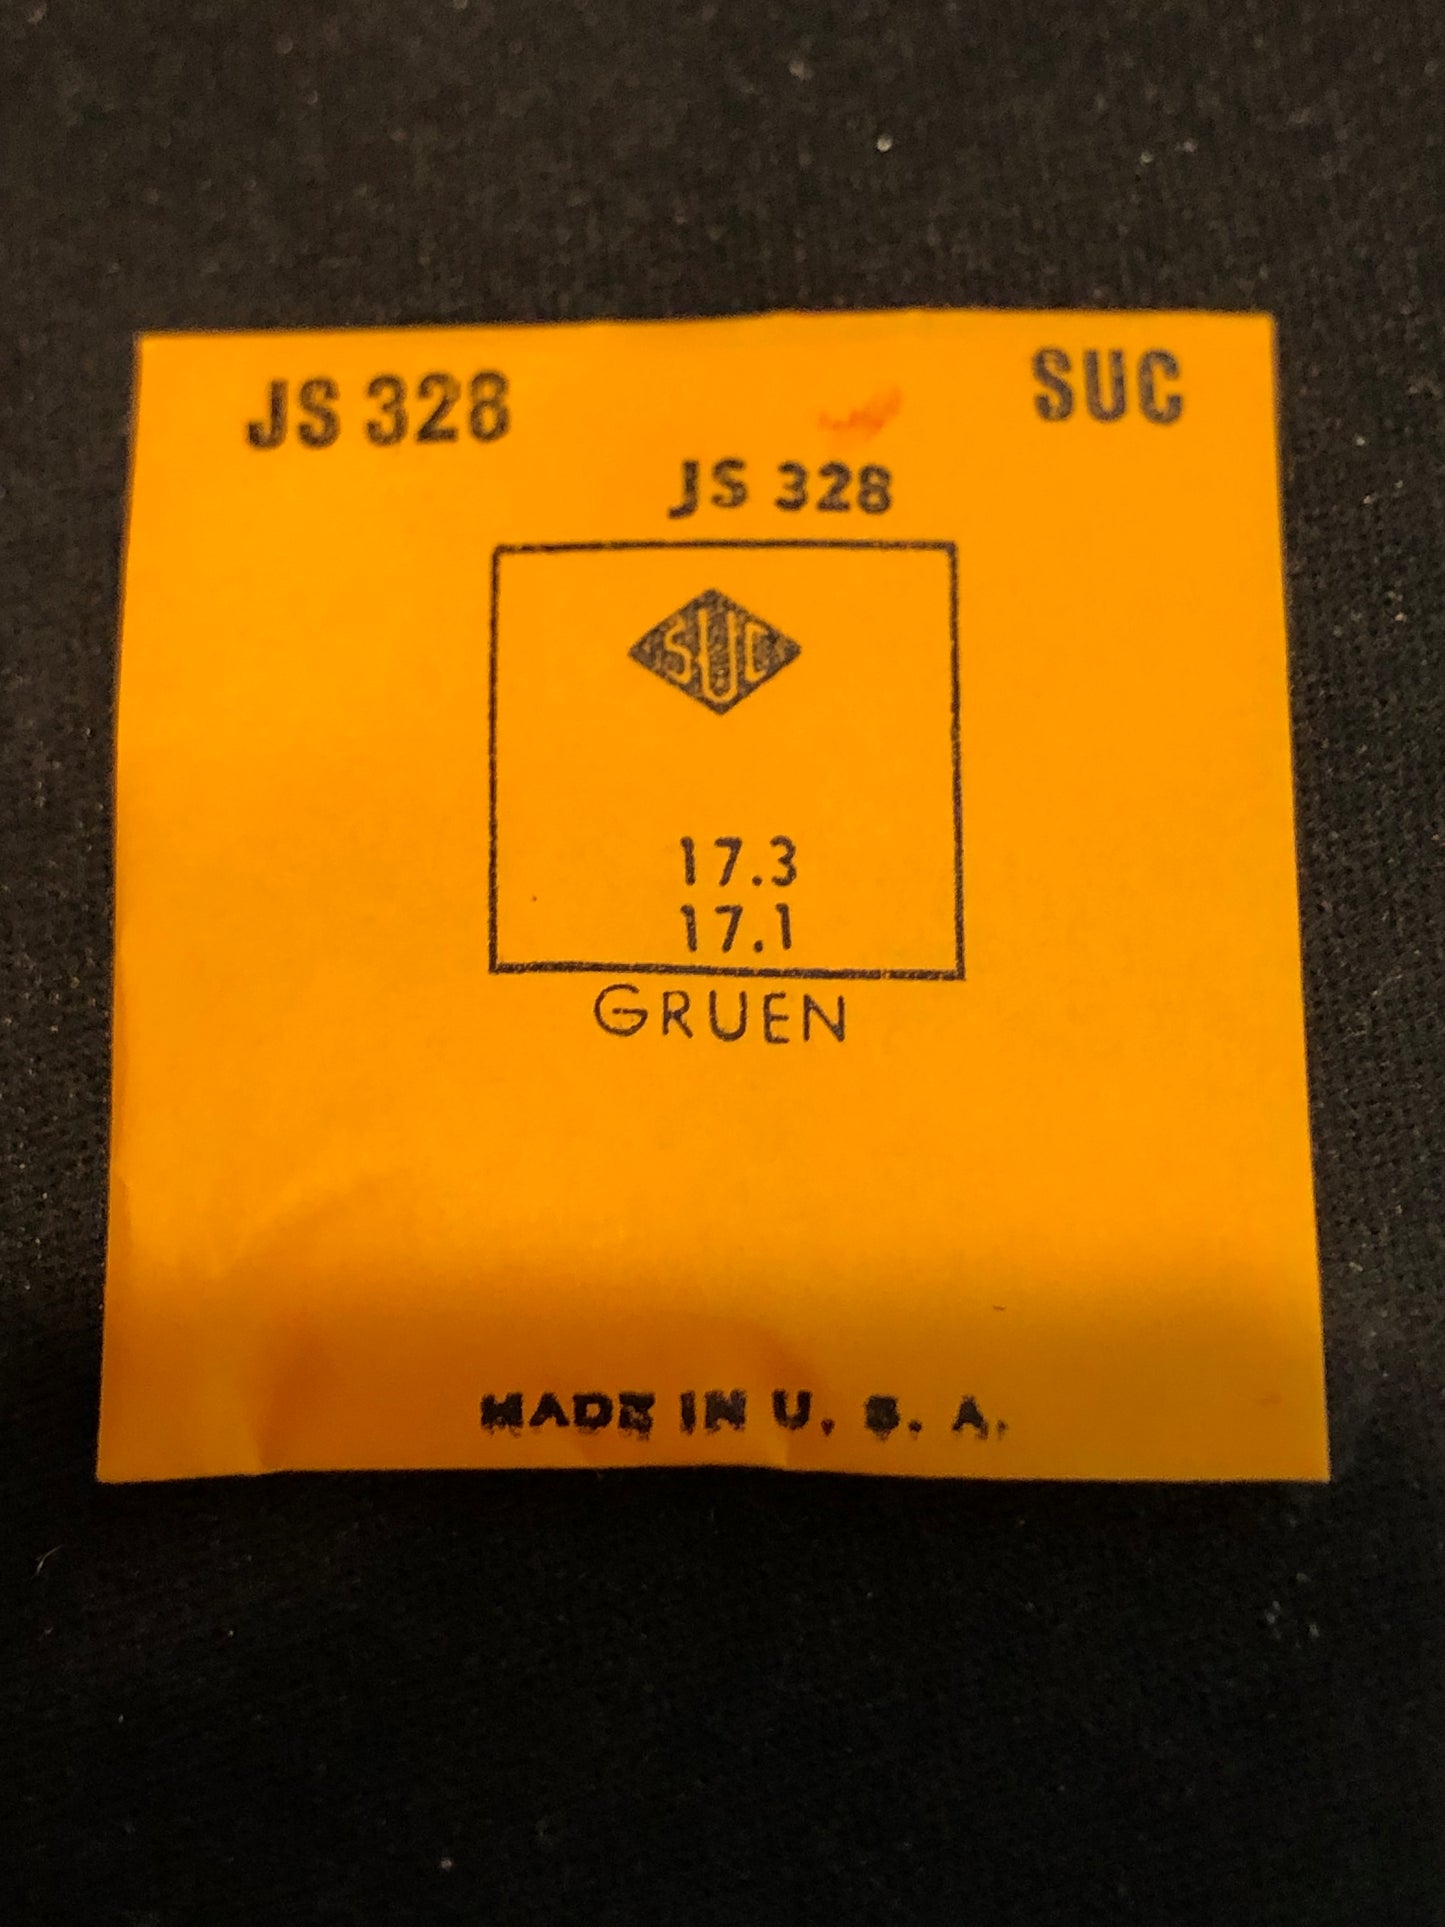 JS 328 SUC
JS 328
SUC
17.3
17.1
GRUEN
MADE IN U. S. A.